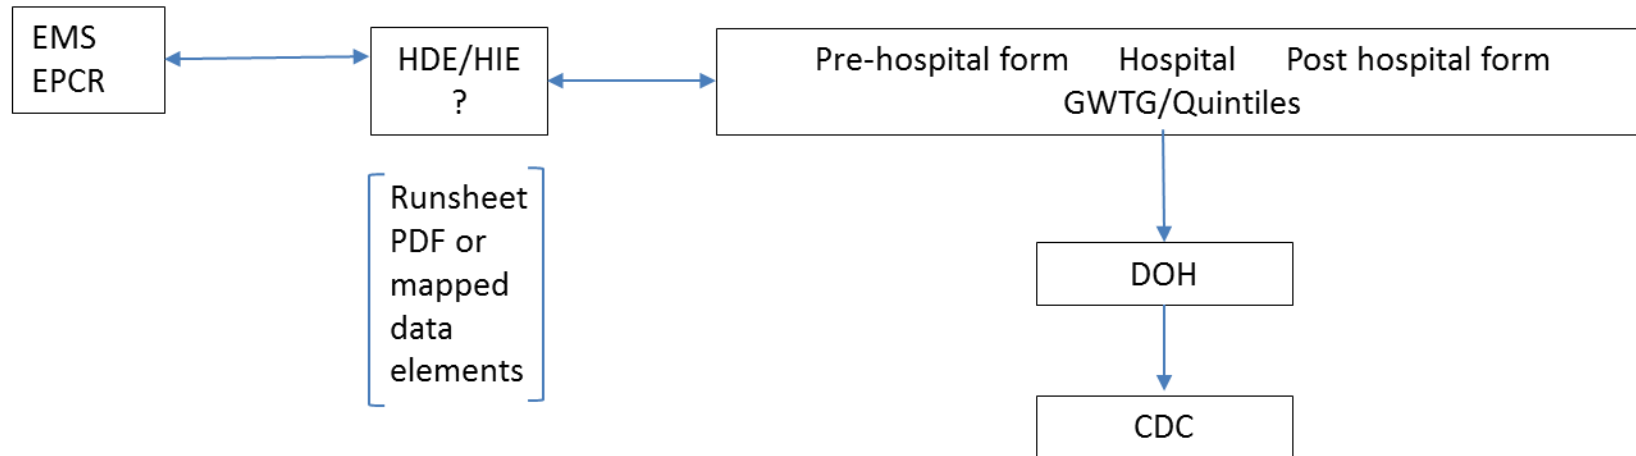 EMS
EPCR
HDE/HIE
?
Pre-hospital form Hospital Post hospital form
GWTG/Quintiles
Runsheet
PDF or
mapped
data
elements
DOH
CDC